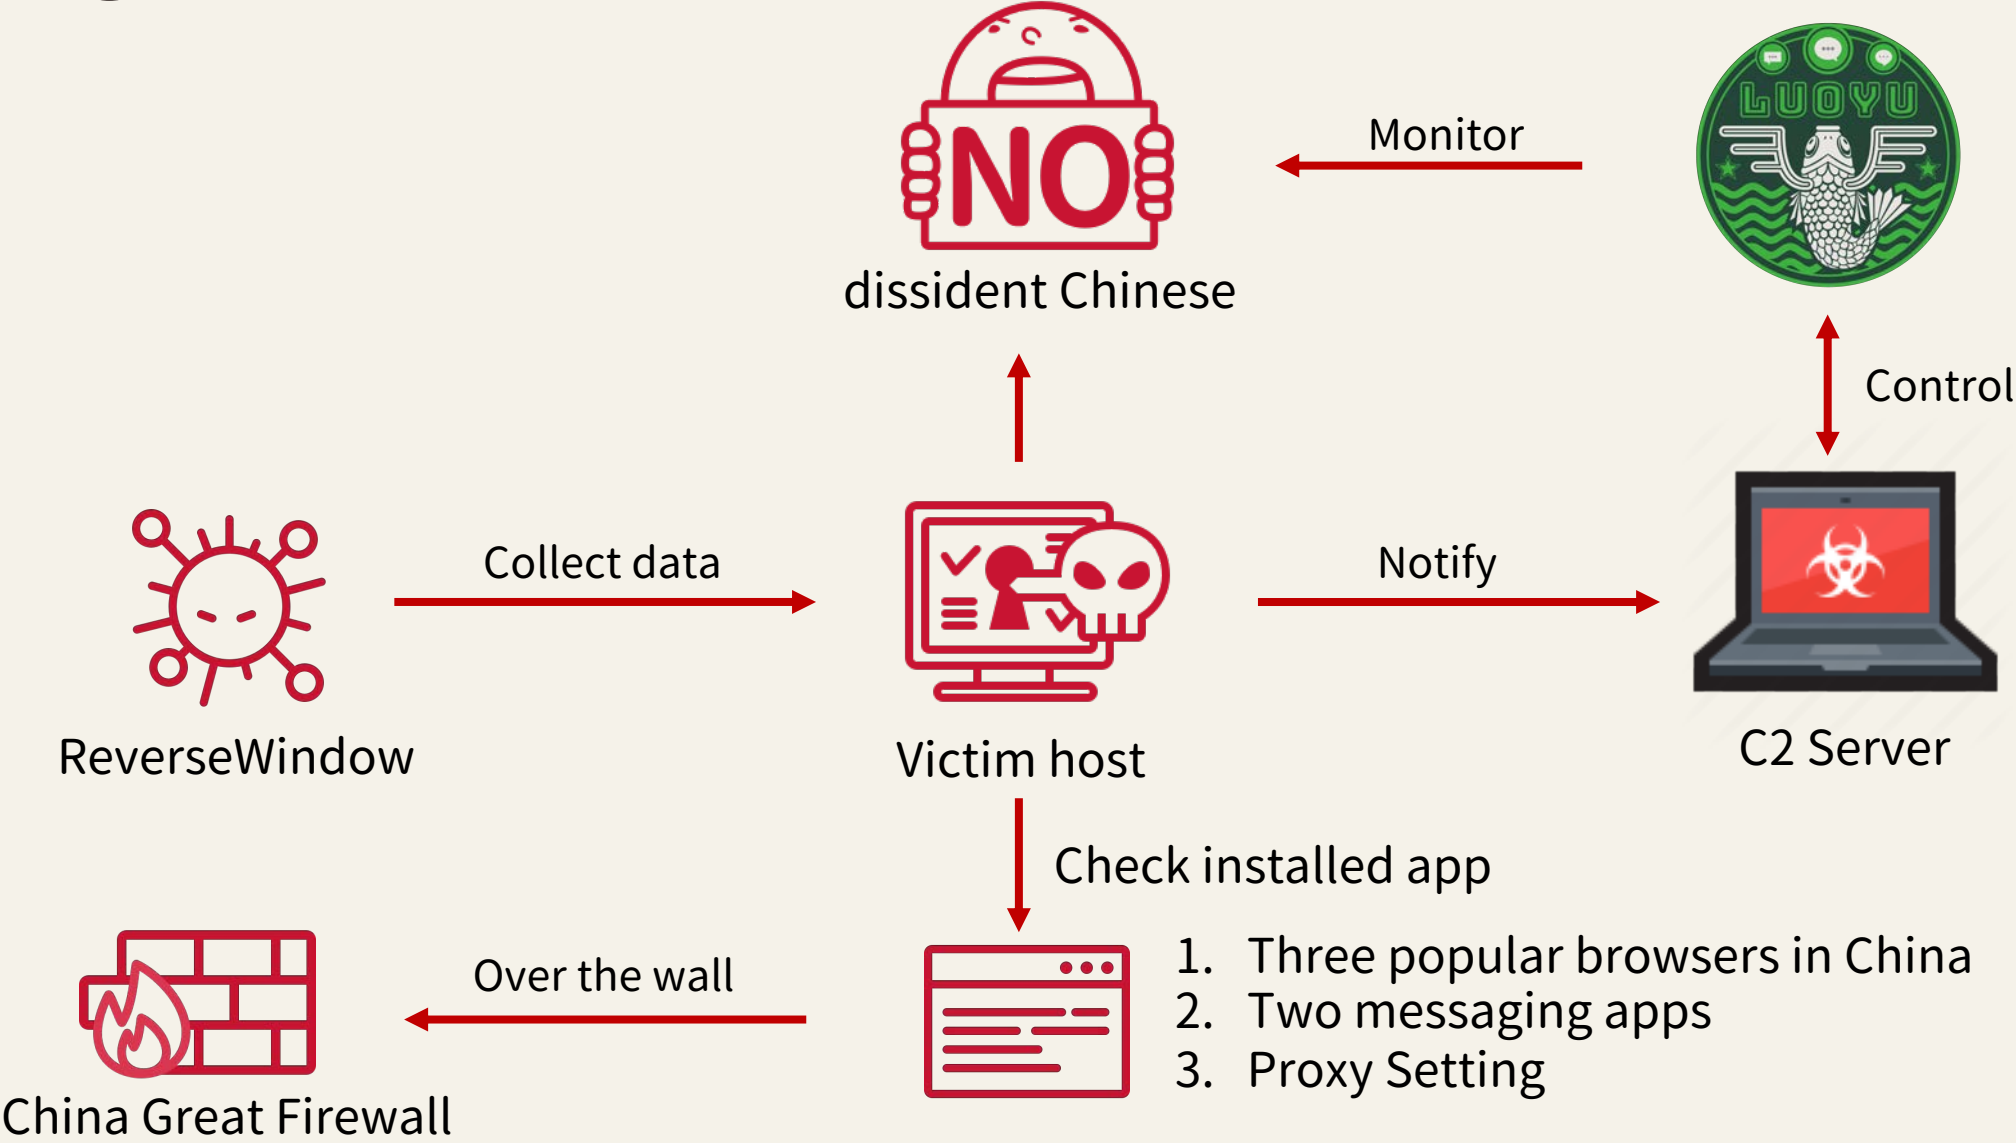 NO
Monitor
LUOYU
dissident Chinese
Control
Collect data
Notify
ReverseWindow
Victim host
C2 Server
Check installed app
Over the wall
1. Three popular browsers in China
2. Two messaging apps
3. Proxy Setting
China Great Firewall